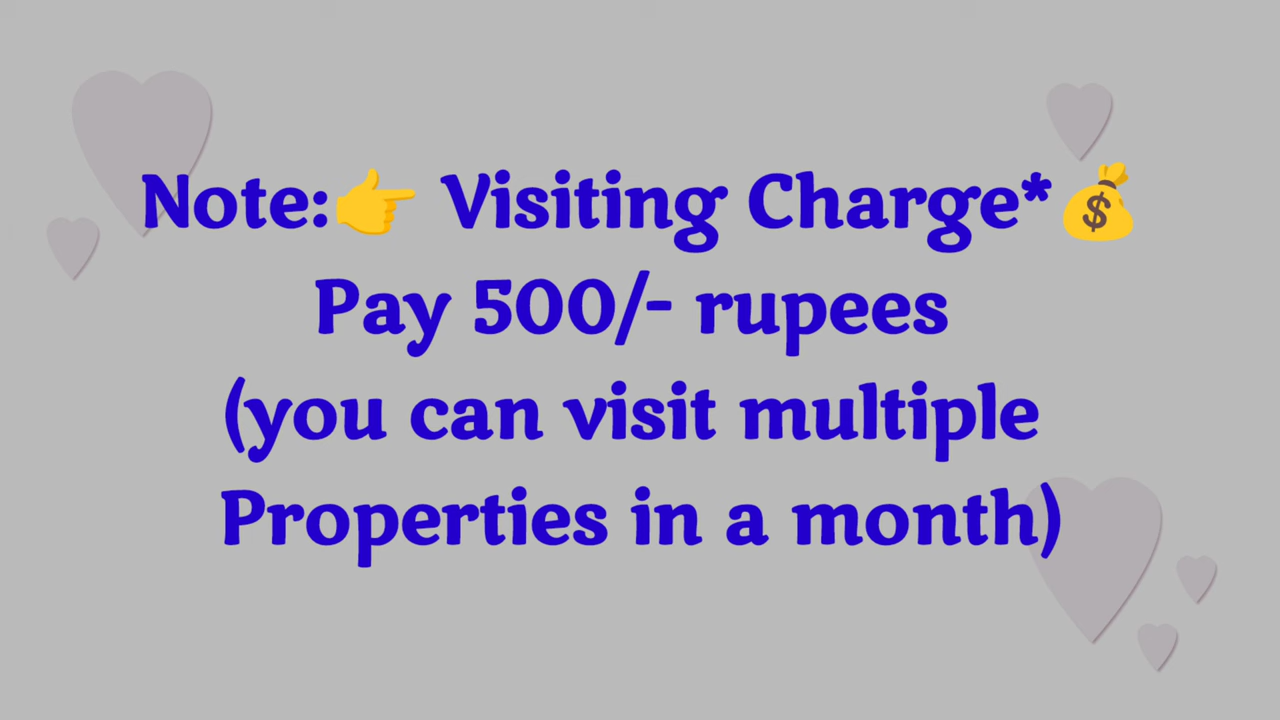 Note:👉 Visiting Charge*💰
Pay 500/- rupees
(you can visit multiple
Properties in a month)